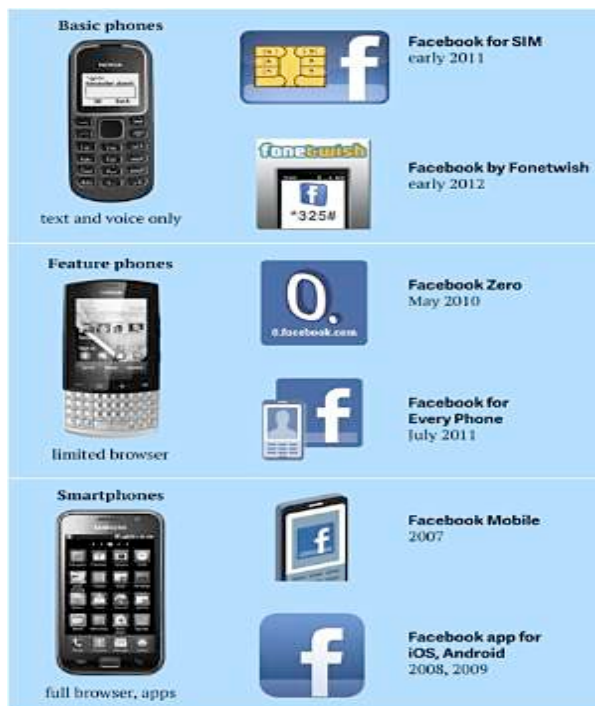 Basic phones
NOKIA
text and voice only
f
Facebook for SIM
early 2011
fonetwish
f
*325#
Facebook by Fonetwish
early 2012
Feature phones
limited browser
0.
0.facebook.com
Facebook Zero
May 2010
f
Facebook for
Every Phone
July 2011
Smartphones
SAMSUNG
full browser, apps
f
Facebook Mobile
2007
f
Facebook app for
iOS, Android
2008, 2009